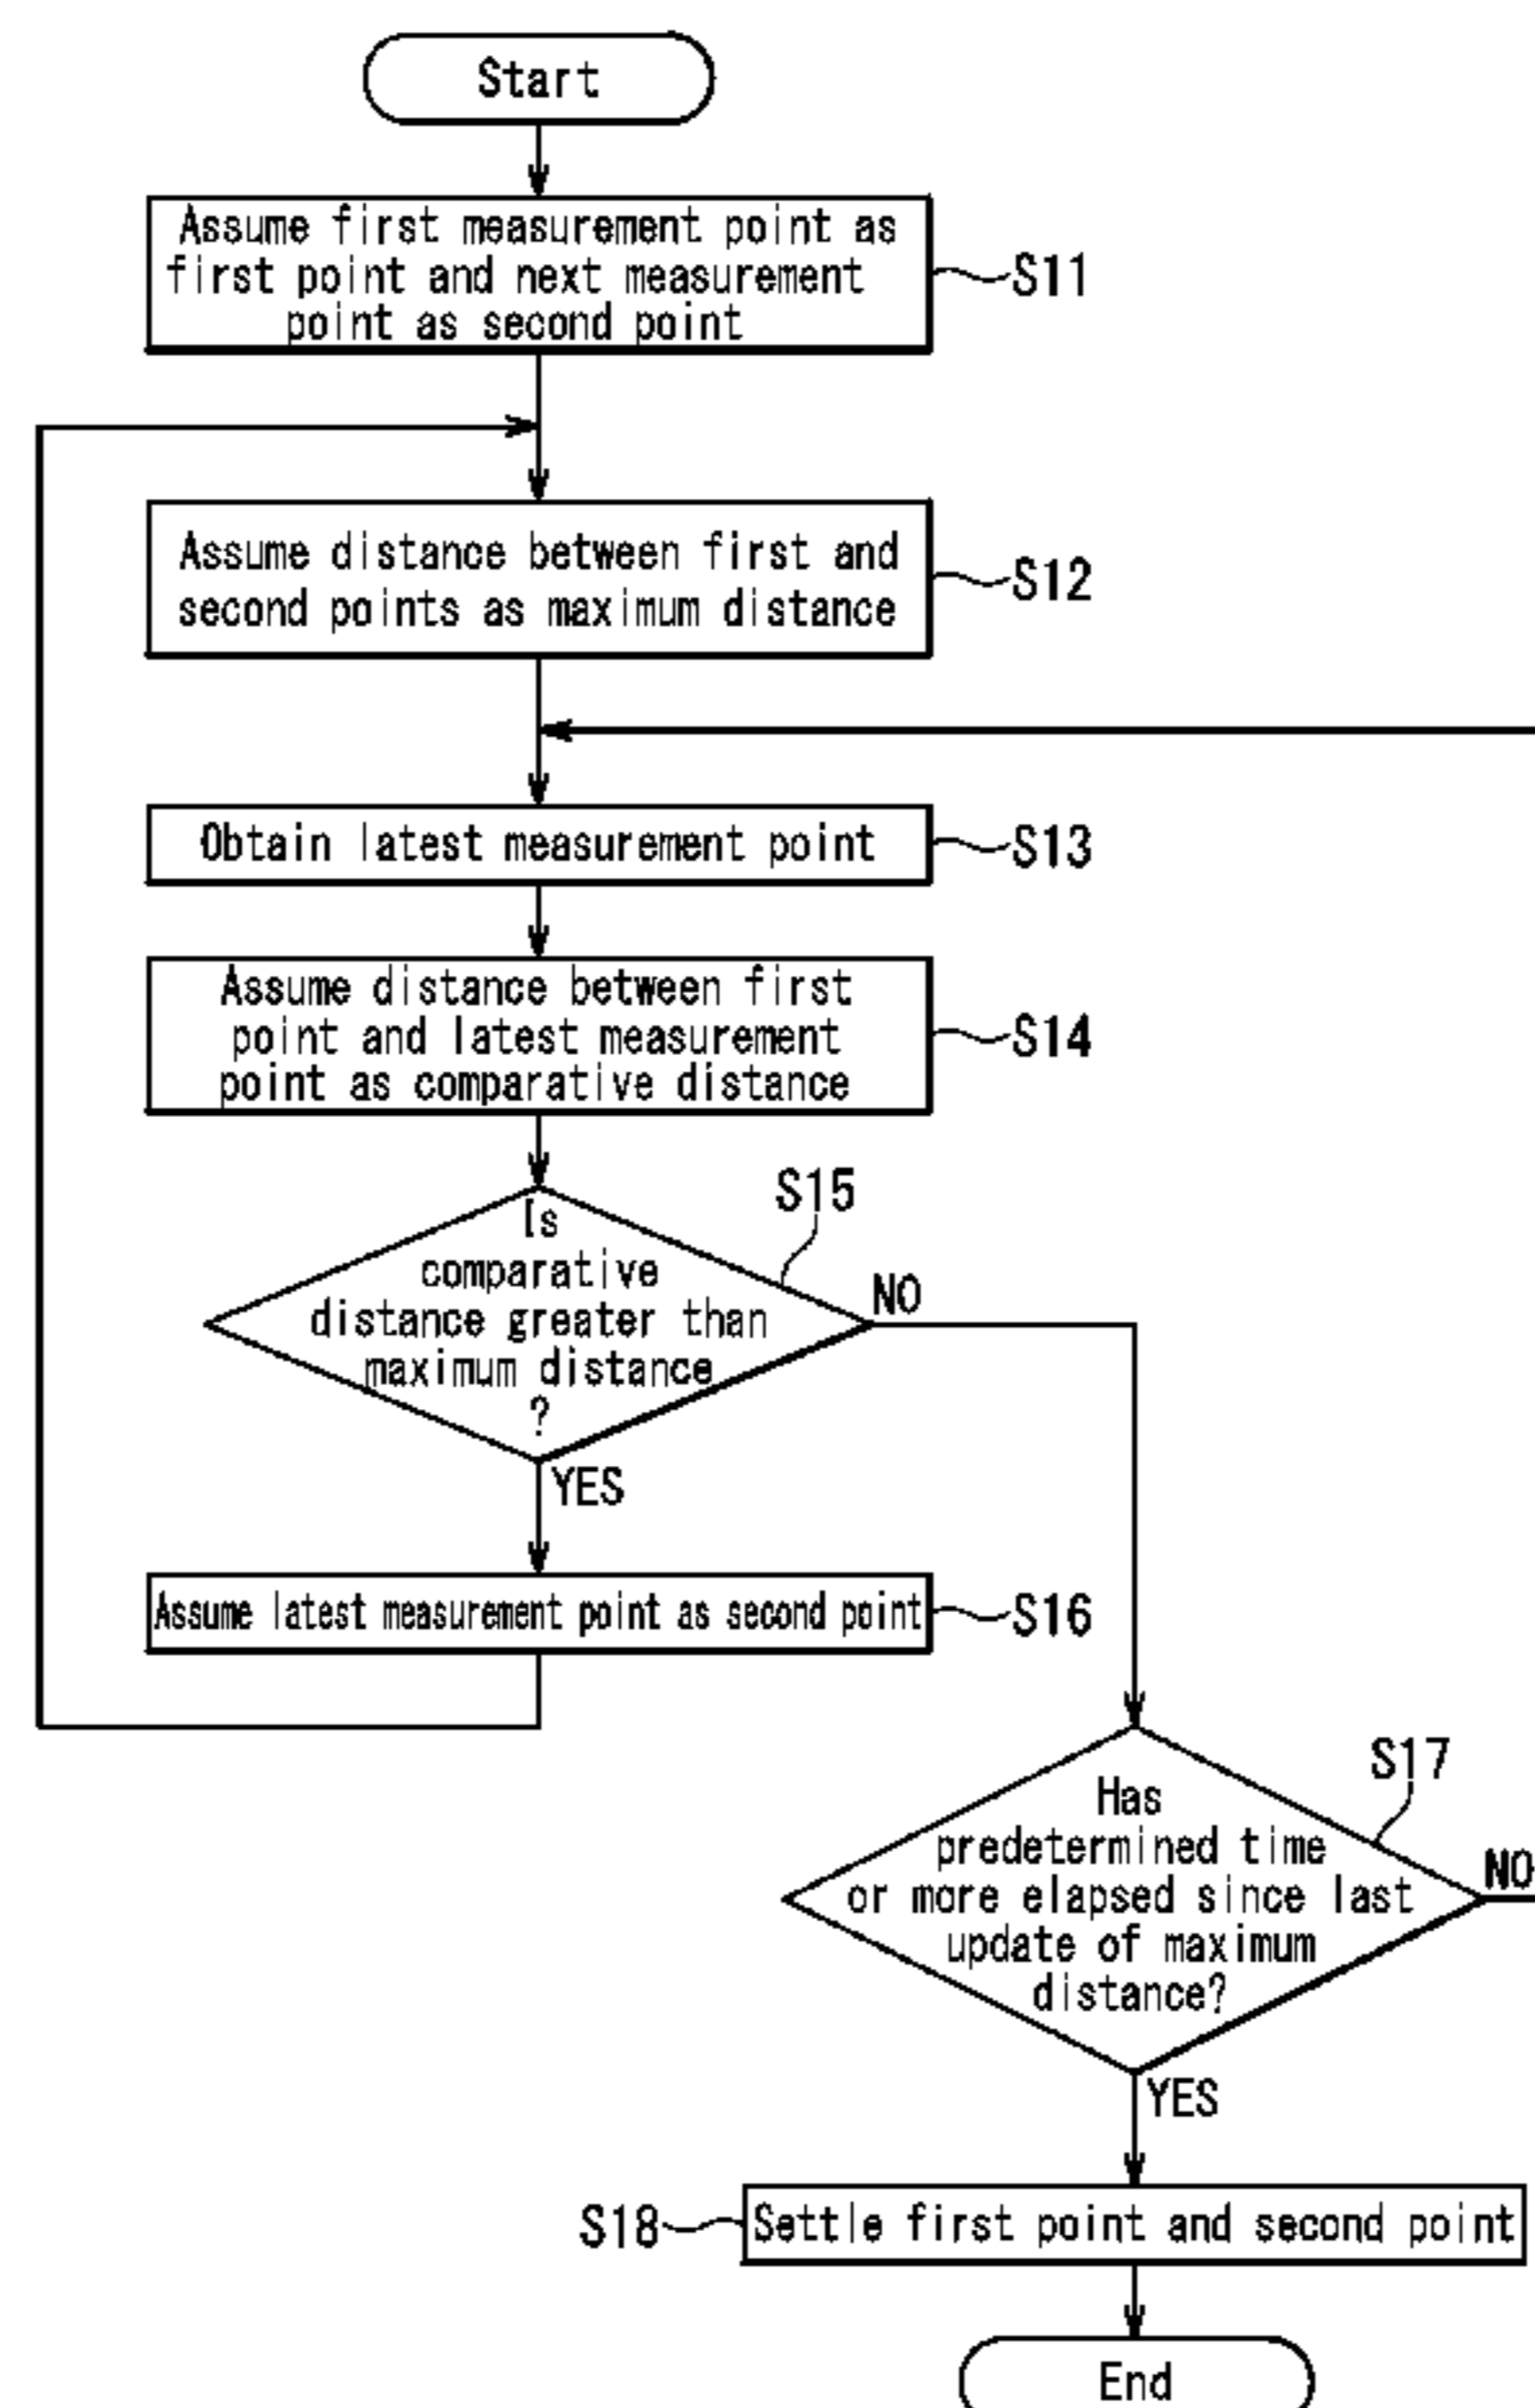 Start
Assume first measurement point as
first point and next measurement
point as second point
S11
Assume distance between first and
second points as maximum distance
S12
Obtain latest measurement point
S13
Assume distance between first
point and latest measurement
point as comparative distance
S14
S15
Is
comparative
distance greater than
maximum distance
?
NO
YES
Assume latest measurement point as second point
S16
S17
Has
predetermined time
or more elapsed since last
update of maximum
distance?
NO
YES
S18
Settle first point and second point
End